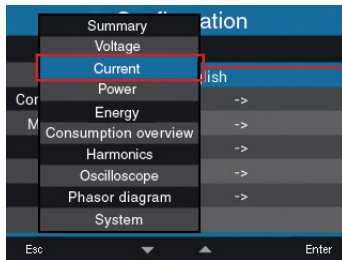 ation
Summary
Voltage
Current
lish
Power
Cor
->
Energy
M
->
Consumption overview
Harmonics
->
Oscilloscope
->
Phasor diagram
->
System
Esc
Enter